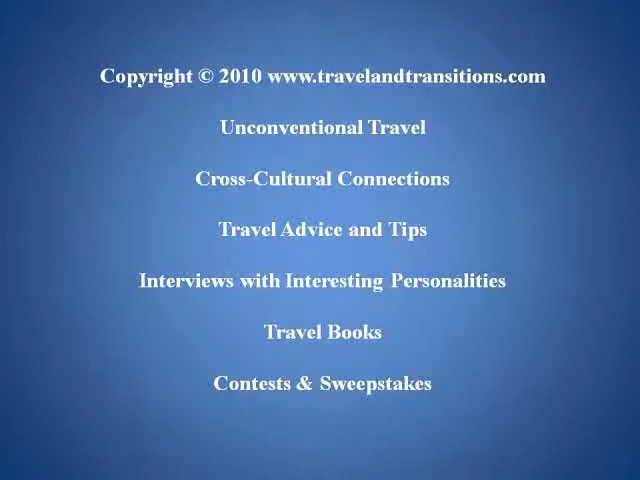 Copyright © 2010 www.travelandtransitions.com
Unconventional Travel
Cross-Cultural Connections
Travel Advice and Tips
Interviews with Interesting Personalities
Travel Books
Contests & Sweepstakes